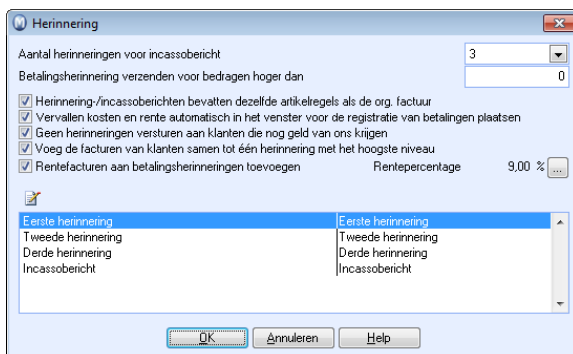 Herinnering
Aantal herinneringen voor incassobericht 3
Betalingsherinnering verzenden voor bedragen hoger dan 0
Herinnering-/incassoberichten bevatten dezelfde artikelregels als de org. factuur
Vervallen kosten en rente automatisch in het venster voor de registratie van betalingen plaatsen
Geen herinneringen versturen aan klanten die nog geld van ons krijgen
Voeg de facturen van klanten samen tot één herinnering met het hoogste niveau
Rentefacturen aan betalingsherinneringen toevoegen Rentepercentage 9,00 % ...
Eerste herinnering Eerste herinnering
Tweede herinnering Tweede herinnering
Derde herinnering Derde herinnering
Incassobericht Incassobericht
OK Annuleren Help